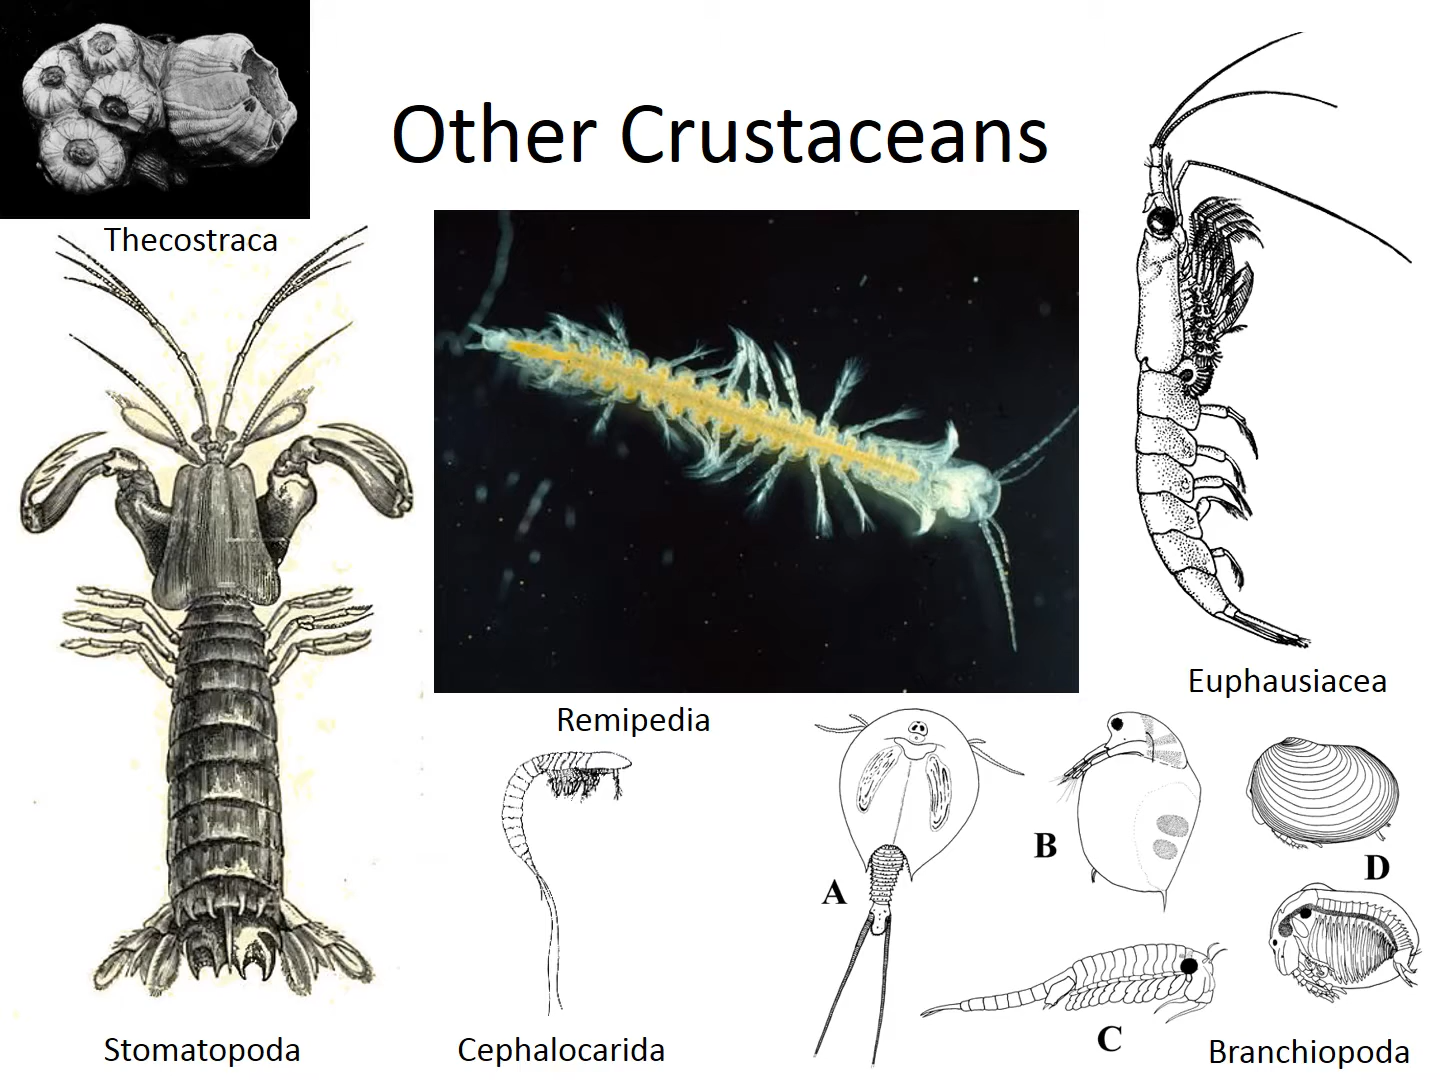 Other Crustaceans
Thecostraca
Euphausiacea
Remipedia
A
B
D
C
Stomatopoda
Cephalocarida
Branchiopoda